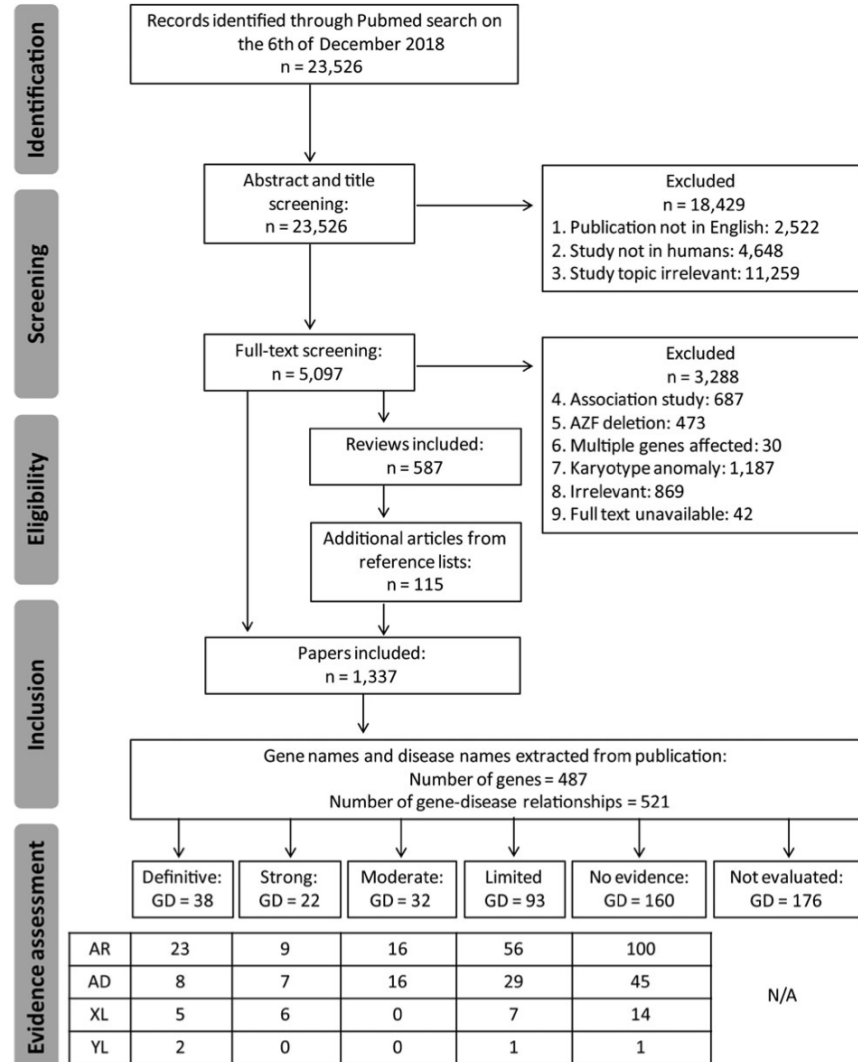 Identification
Records identified through Pubmed search on
the 6th of December 2018
n = 23,526
Screening
Abstract and title
screening:
n = 23,526
Excluded
n = 18,429
1. Publication not in English: 2,522
2. Study not in humans: 4,648
3. Study topic irrelevant: 11,259
Full-text screening:
n = 5,097
Excluded
n = 3,288
4. Association study: 687
5. AZF deletion: 473
6. Multiple genes affected: 30
7. Karyotype anomaly: 1,187
8. Irrelevant: 869
9. Full text unavailable: 42
Eligibility
Reviews included:
n = 587
Additional articles from
reference lists:
n = 115
Inclusion
Papers included:
n = 1,337
Gene names and disease names extracted from publication:
Number of genes = 487
Number of gene-disease relationships = 521
Evidence assessment
Definitive:
GD = 38
Strong:
GD = 22
Moderate:
GD = 32
Limited
GD = 93
No evidence:
GD = 160
Not evaluated:
GD = 176
AR 23 9 16 56 100
AD 8 7 16 29 45
XL 5 6 0 7 14
YL 2 0 0 1 1
N/A